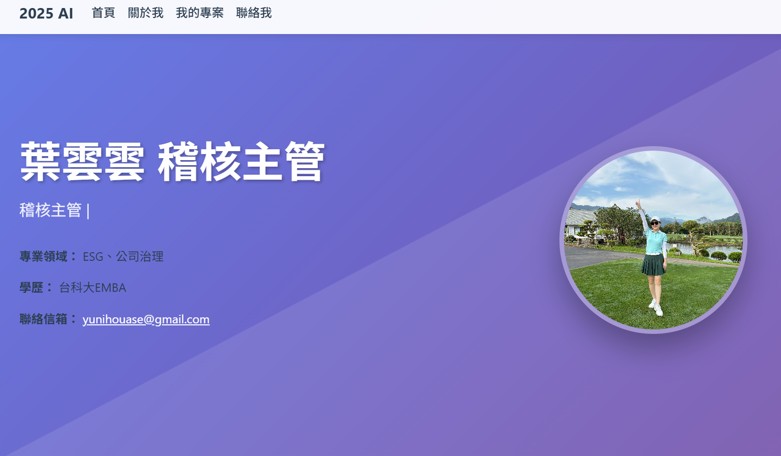 2025 AI 首頁 關於我 我的專案 聯絡我
葉雲雲 稽核主管
稽核主管 |
專業領域： ESG、公司治理
學歷： 台科大EMBA
聯絡信箱： yunihouase@gmail.com